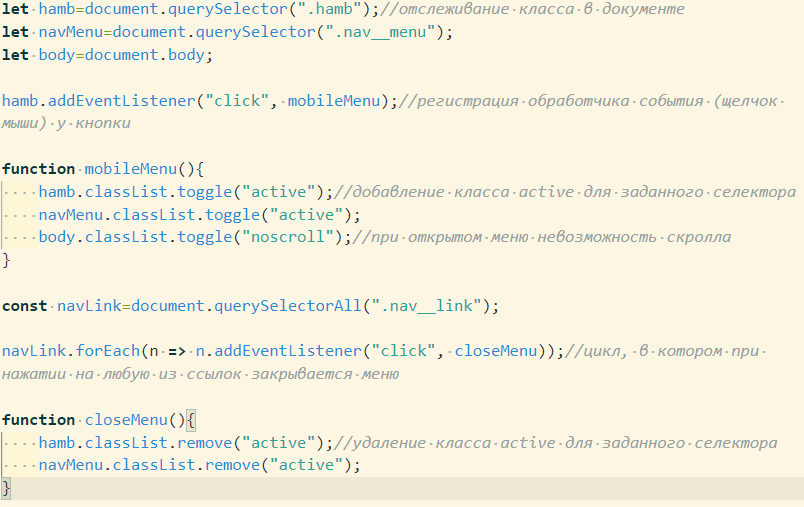 let hamb=document.querySelector(".hamb");//отслеживание класса в документе
let navMenu=document.querySelector(".nav__menu");
let body=document.body;

hamb.addEventListener("click", mobileMenu);//регистрация обработчика события (щелчок
мыши) у кнопки

function mobileMenu(){
    hamb.classList.toggle("active");//добавление класса active для заданного селектора
    navMenu.classList.toggle("active");
    body.classList.toggle("noscroll");//при открытом меню невозможность скролла
}

const navLink=document.querySelectorAll(".nav__link");

navLink.forEach(n => n.addEventListener("click", closeMenu));//цикл, в котором при
нажатии на любую из ссылок закрывается меню

function closeMenu(){
    hamb.classList.remove("active");//удаление класса active для заданного селектора
    navMenu.classList.remove("active");
}